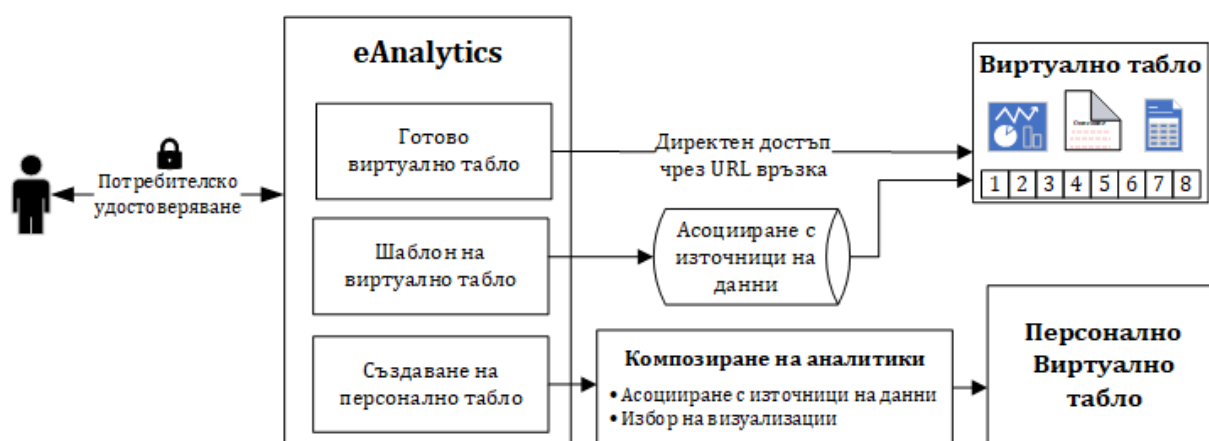 eAnalytics
Готово
виртуално табло
Шаблон на
виртуално табло
Създаване на
персонално табло
Потребителско
удостоверяване
Директен достъп
чрез URL връзка
Асоцииране с
източници на
данни
Виртуално табло
1 2 3 4 5 6 7 8
Композиране на аналитики
• Асоцииране с източници на данни
• Избор на визуализации
Персонално
Виртуално
табло